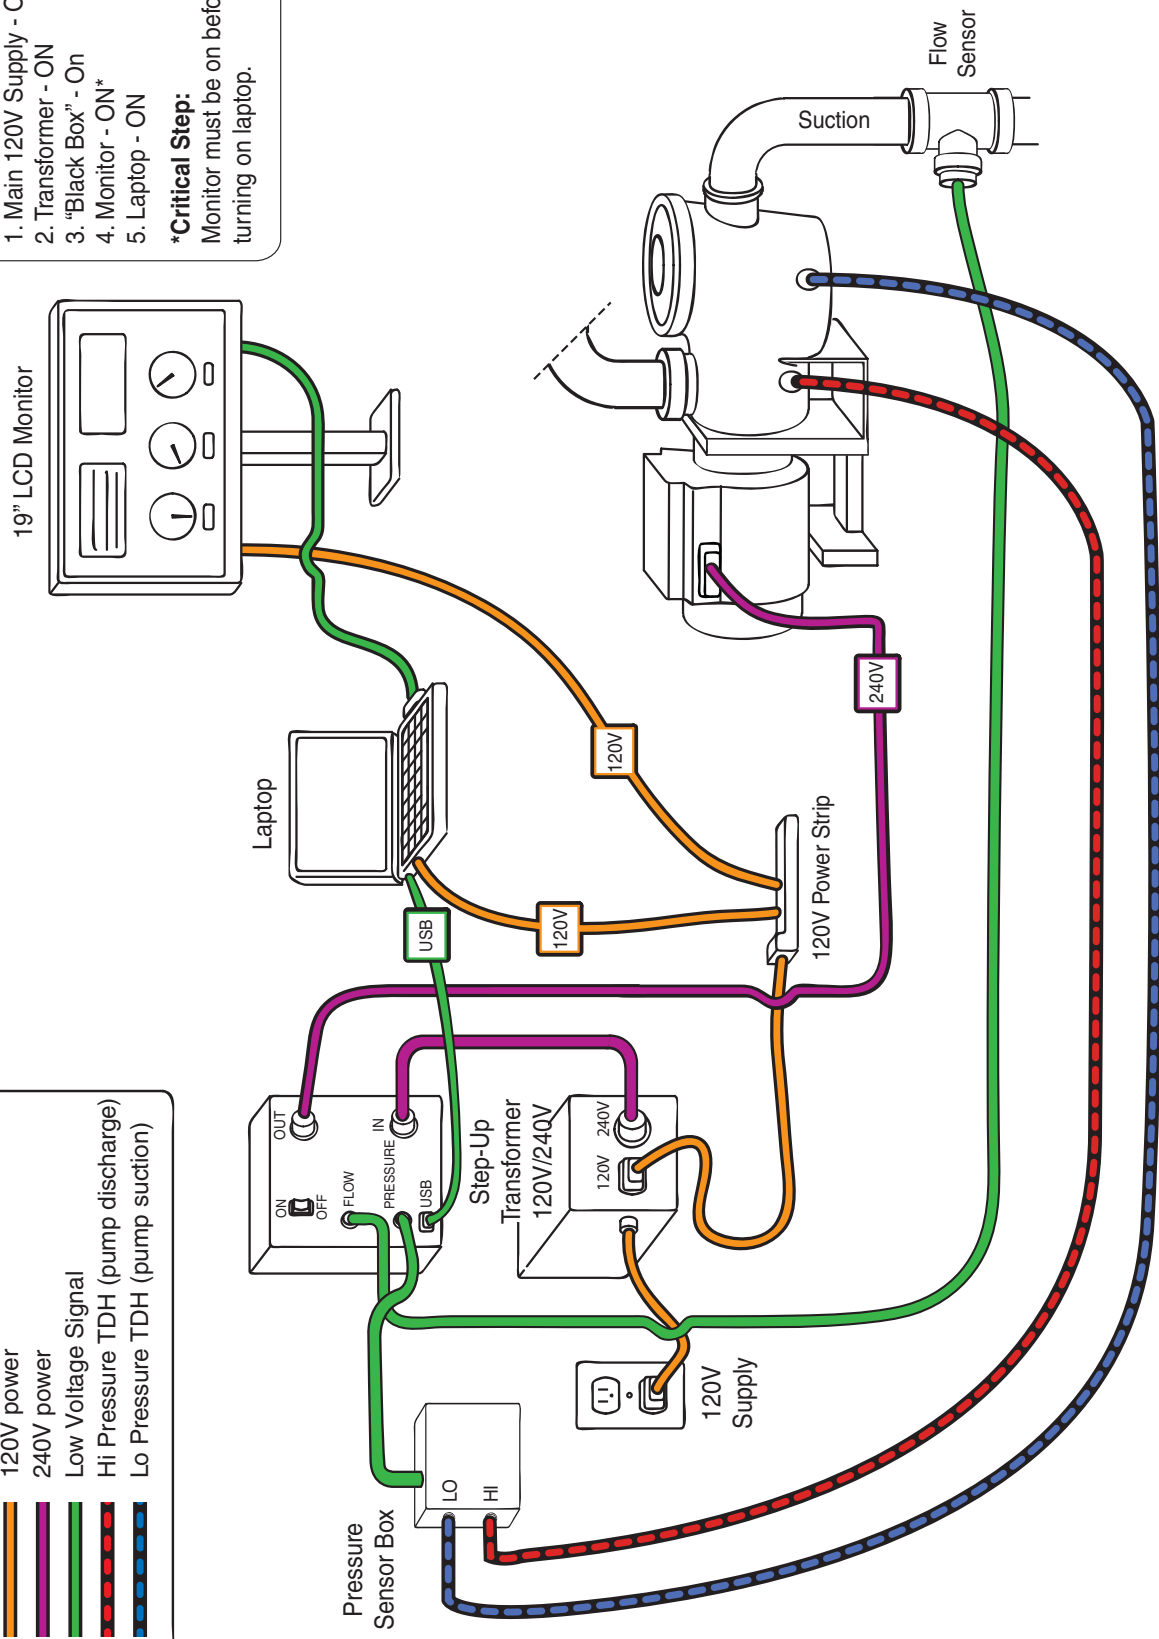 120V power
240V power
Low Voltage Signal
Hi Pressure TDH (pump discharge)
Lo Pressure TDH (pump suction)
1. Main 120V Supply -
2. Transformer - ON
3. “Black Box” - On
4. Monitor - ON*
5. Laptop - ON
*Critical Step:
Monitor must be on
turning on laptop.
19” LCD Monitor
Laptop
USB
120V
120V
ON
OFF
OUT
FLOW
PRESSURE
IN
USB
Step-Up
Transformer
120V/240V
120V
240V
Pressure
Sensor Box
LO
HI
120V
Supply
120V Power Strip
240V
Suction
Flow
Sensor